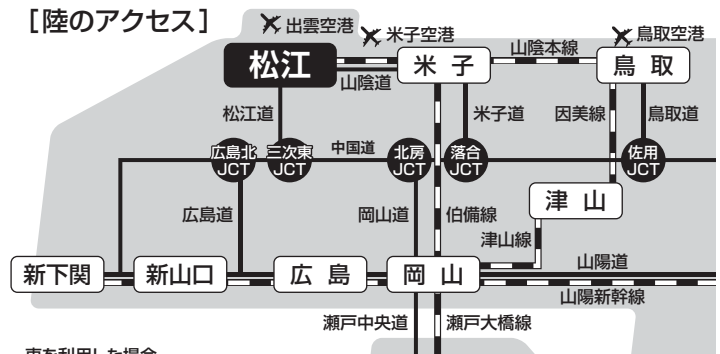 [陸のアクセス]
出雲空港
米子空港
鳥取空港
松江
米子
鳥取
山陰本線
山陰道
松江道
米子道
因美線
鳥取道
中国道
広島北
JCT
三次東
JCT
北房
JCT
落合
JCT
佐用
JCT
津山
広島道
岡山道
伯備線
津山線
新下関
新山口
広島
岡山
山陽道
山陽新幹線
瀬戸中央道
瀬戸大橋線